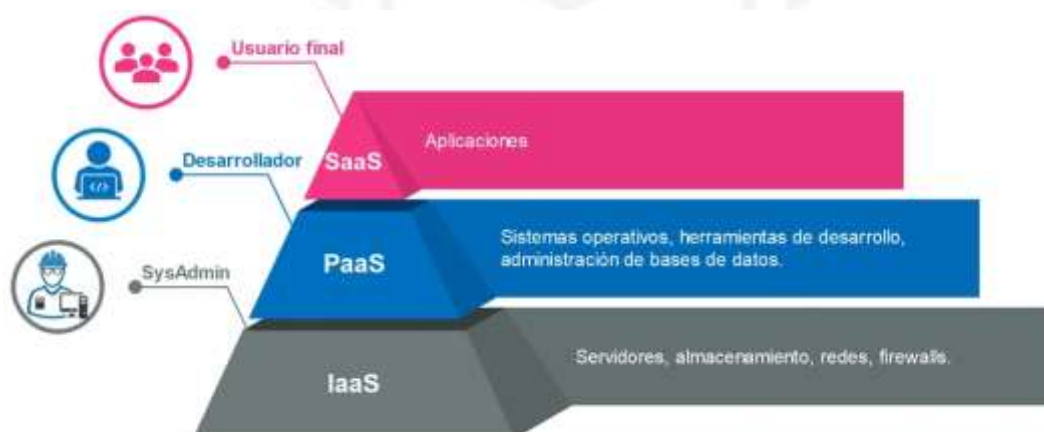 Usuario final
SaaS
Aplicaciones
Desarrollador
PaaS
Sistemas operativos, herramientas de desarrollo,
administración de bases de datos.
SysAdmin
IaaS
Servidores, almacenamiento, redes, firewalls.